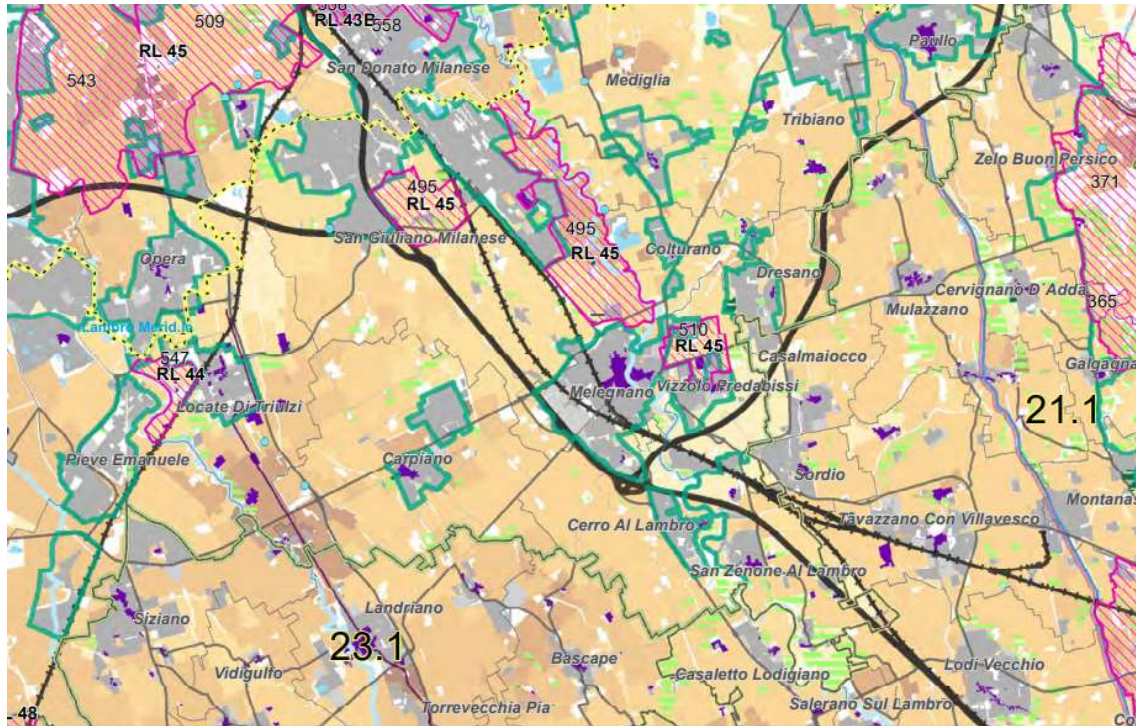 509
RL 43B
558
RL 45
543
San Donato Milanese
Paullo
Mediglia
Tribiano
Zelo Buon Persico
371
495
RL 45
San Giuliano Milanese
495
RL 45
Colturano
Opera
Dresano
Cervignano D'Adda
Mulazzano
365
Lambro Merid.le
510
RL 45
547
RL 44
Casalmaiocco
Galgagna
Melegnano
Vizzolo Predabissi
Locate Di Triulzi
21.1
Pieve Emanuele
Carpiano
Sordio
Montana
Cerro Al Lambro
Tavazzano Con Villavesco
San Zenone Al Lambro
Landriano
Siziano
23.1
Vidigulfo
Bascape`
Casaletto Lodigiano
Lodi Vecchio
Salerano Sul Lambro
Torrevecchia Pia
48